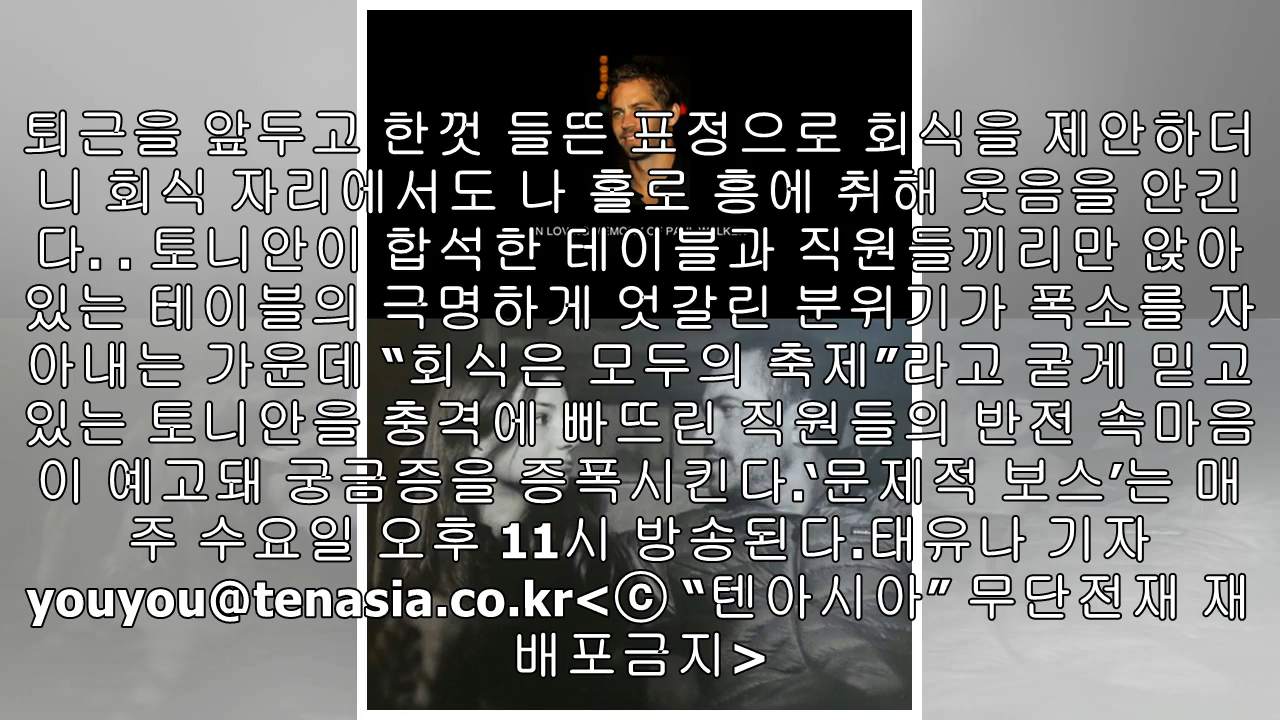 퇴근을 앞두고 한껏 들뜬 표정으로 회식을 제안하더
니 회식 자리에서도 나 홀로 흥에 취해 웃음을 안긴
다. . 토니안이 합석한 테이블과 직원들끼리만 앉아
있는 테이블의 극명하게 엇갈린 분위기가 폭소를 자
아내는 가운데 “회식은 모두의 축제”라고 굳게 믿고
있는 토니안을 충격에 빠뜨린 직원들의 반전 속마음
이 예고돼 궁금증을 증폭시킨다.‘문제적 보스’는 매
주 수요일 오후 11시 방송된다.태유나 기자
youyou@tenasia.co.kr<ⓒ “텐아시아” 무단전재 재
배포금지>
IN LOVING MEMORY OF PAUL WALKER